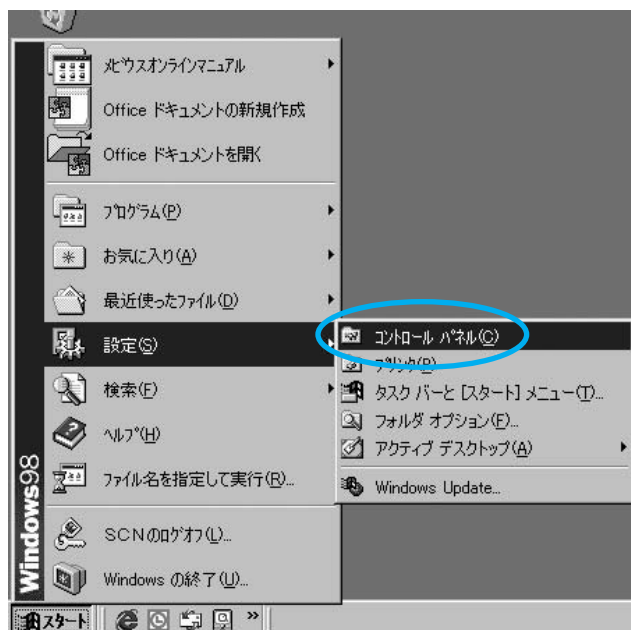 ﾒﾋﾞｳｽｵﾝﾗｲﾝﾏﾆｭｱﾙ
Office ﾄﾞｷｭﾒﾝﾄの新規作成
Office ﾄﾞｷｭﾒﾝﾄを開く
ﾌﾟﾛｸﾞﾗﾑ(P)
お気に入り(A)
最近使ったﾌｧｲﾙ(D)
設定(S)
検索(F)
ﾍﾙﾌﾟ(H)
ﾌｧｲﾙ名を指定して実行(R)...
ＳＣＮのﾛｸﾞｵﾌ(L)...
Windows の終了(U)...
Windows98
ｺﾝﾄﾛｰﾙ ﾊﾟﾈﾙ(C)
ﾌﾟﾘﾝﾀ(P)
タスク バーと [スタート] メニュー(T)...
フォルダ オプション(F)...
アクティブ デスクトップ(A)
Windows Update...
スタート
»